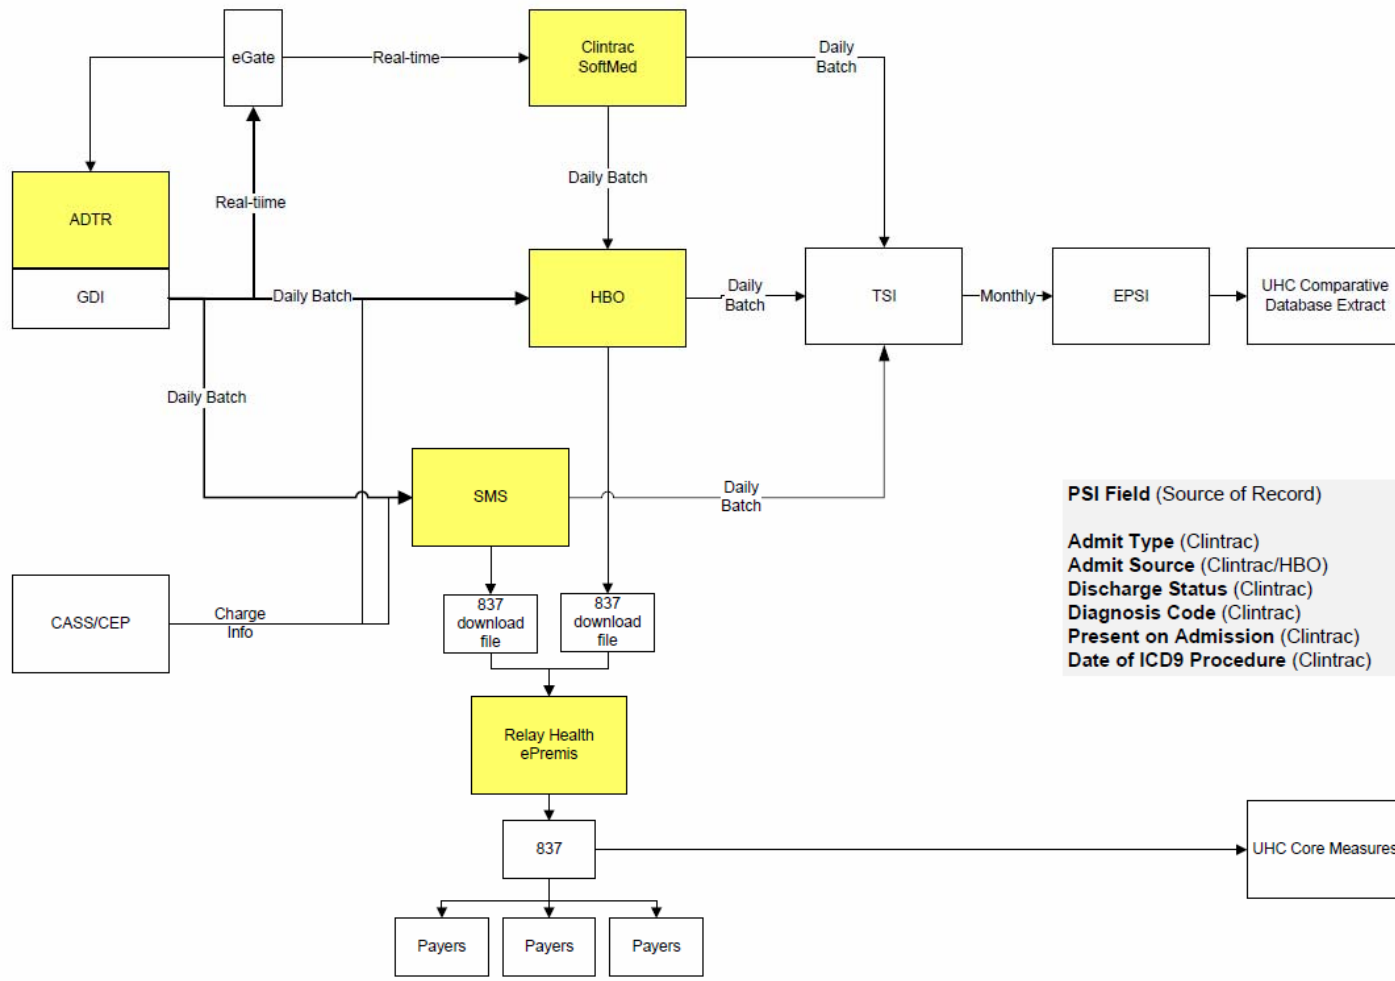 eGate
Real-time
Clintrac
SoftMed
Daily
Batch
ADTR
Real-tiime
Daily Batch
GDI
Daily Batch
HBO
Daily
Batch
TSI
Monthly
EPSI
UHC Comparative
Database Extract
Daily Batch
SMS
Daily
Batch
PSI Field (Source of Record)
Admit Type (Clintrac)
Admit Source (Clintrac/HBO)
Discharge Status (Clintrac)
Diagnosis Code (Clintrac)
Present on Admission (Clintrac)
Date of ICD9 Procedure (Clintrac)
CASS/CEP
Charge
Info
837
download
file
837
download
file
Relay Health
ePremis
837
UHC Core Measures
Payers
Payers
Payers